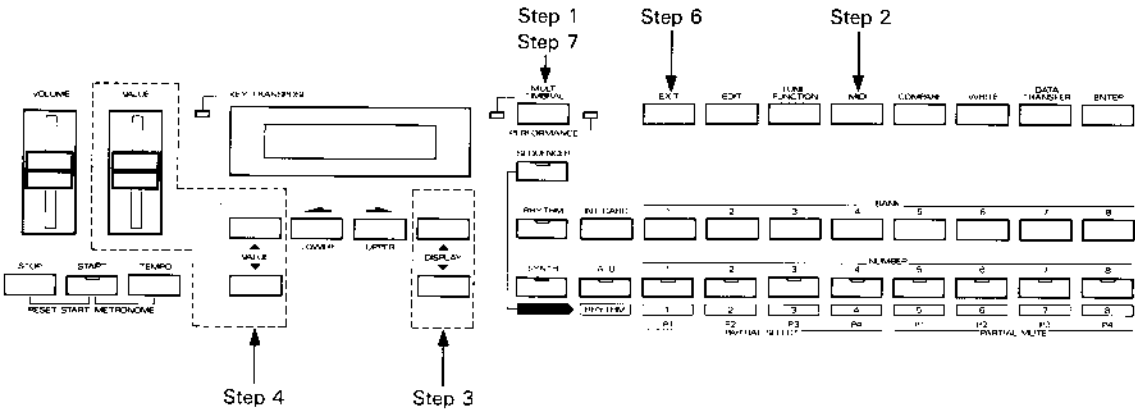 Step 1 Step 6 Step 2
Step 7
VOLUME VALUE KEY TRANSPOSE MULTI TIMBRAL EXIT EDIT TUNE FUNCTION MIDI COMPARE WRITE DATA TRANSFER ENTER
PERFORMANCE
SEQUENCER
BANK
RHYTHM INT CARD 1 2 3 4 5 6 7 8
VALUE LOWER UPPER DISPLAY
NUMBER
STOP START TEMPO SYNTH A/B 1 2 3 4 5 6 7 8
RESET START METRONOME
RHYTHM 1 2 3 4 5 6 7 8
P1 P2 P3 P4 P1 P2 P3 P4
PARTIAL SELECT PARTIAL MUTE
Step 4 Step 3